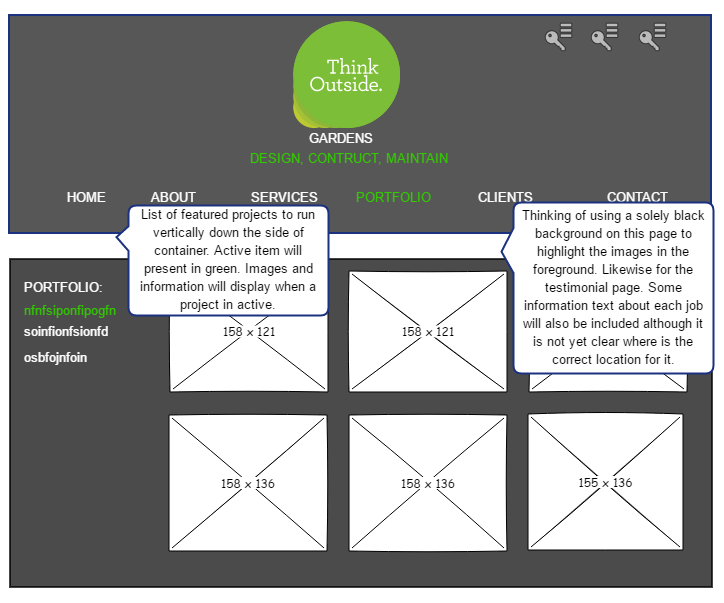 Think
Outside.
GARDENS
DESIGN, CONTRUCT, MAINTAIN
HOME ABOUT SERVICES PORTFOLIO CLIENTS CONTACT
List of featured projects to run
vertically down the side of
container. Active item will
present in green. Images and
information will display when a
project in active.
Thinking of using a solely black
background on this page to
highlight the images in the
foreground. Likewise for the
testimonial page. Some
information text about each job
will also be included although it
is not yet clear where is the
correct location for it.
PORTFOLIO:
nfnfsiponfipogfn
soinfionfsionfd
osbfojnfoin
158 x 121 158 x 121
158 x 136 158 x 136 155 x 136